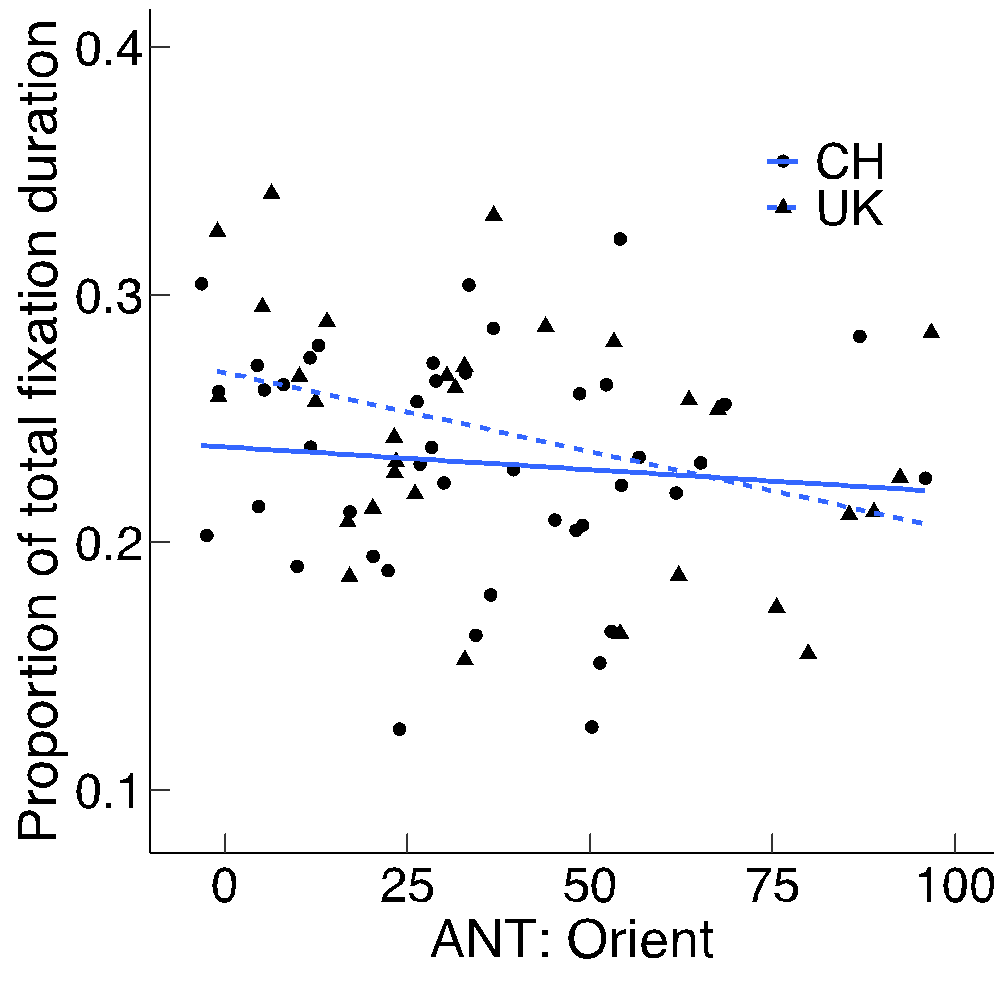 Proportion of total fixation duration
0.4
0.3
0.2
0.1
CH
UK
0 25 50 75 100
ANT: Orient